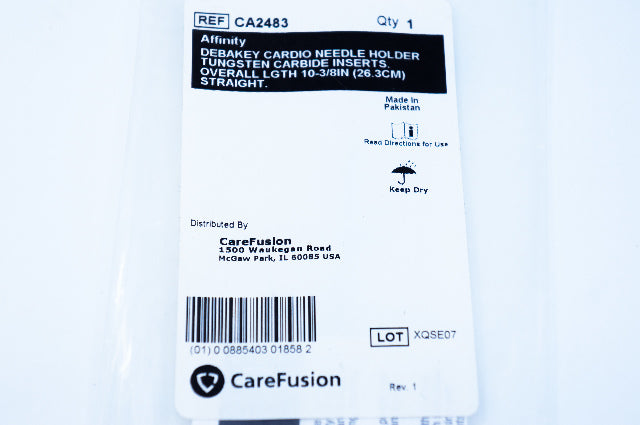 REF CA2483 Qty 1
Affinity
DEBAKEY CARDIO NEEDLE HOLDER
TUNGSTEN CARBIDE INSERTS.
OVERALL LGTH 10-3/8IN (26.3CM)
STRAIGHT.
Made In
Pakistan
Read Directions for Use
Keep Dry
Distributed By
CareFusion
1500 Waukegan Road
McGaw Park, IL 60085 USA
LOT XQSE07
(01) 0 0885403 01858 2
CareFusion
Rev. 1